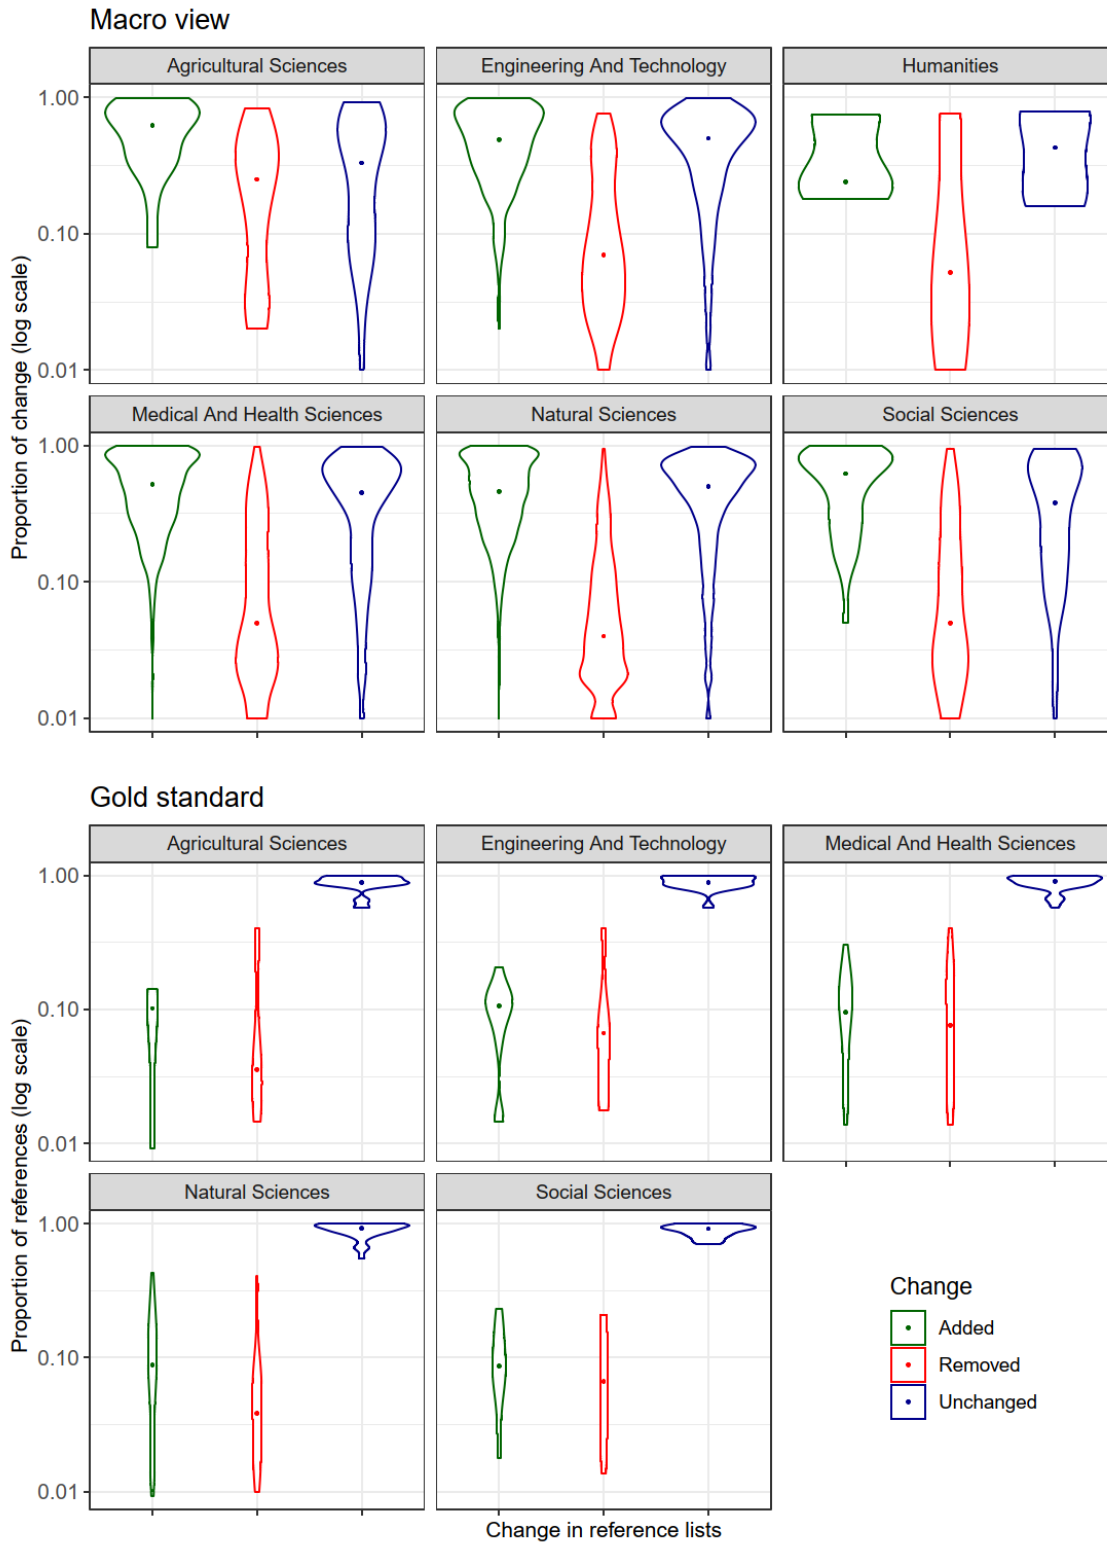 Macro view
Agricultural Sciences
Engineering And Technology
Humanities
1.00
0.10
0.01
Medical And Health Sciences
Natural Sciences
Social Sciences
1.00
0.10
0.01
Proportion of change (log scale)
Gold standard
Agricultural Sciences
Engineering And Technology
Medical And Health Sciences
1.00
0.10
0.01
Natural Sciences
Social Sciences
1.00
0.10
0.01
Proportion of references (log scale)
Change in reference lists
Change
Added
Removed
Unchanged